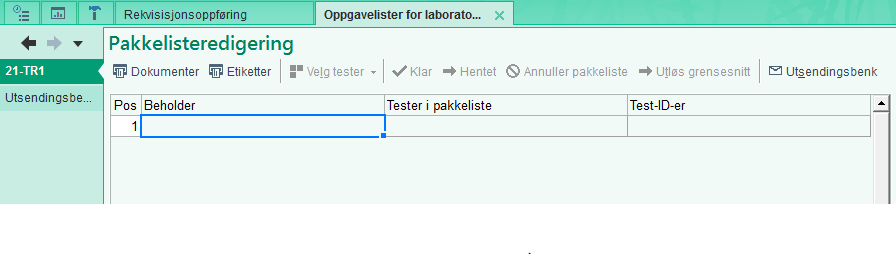 Rekvisisjonsoppføring Oppgavelister for laborato...
Pakkelisteredigering
21-TR1
Dokumenter Etiketter Velg tester Klar Hentet Annuller pakkeliste Utløs grensesnitt Utsendingsbenk
Utsendingsbe...
Pos Beholder Tester i pakkeliste Test-ID-er
1